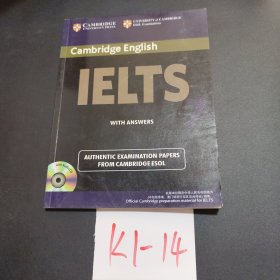 CAMBRIDGE
UNIVERSITY PRESS
UNIVERSITY of CAMBRIDGE
ESOL Examinations
Cambridge English
IELTS
WITH ANSWERS
AUTHENTIC EXAMINATION PAPERS
FROM CAMBRIDGE ESOL
Official Cambridge preparation material for IELTS
K1-14